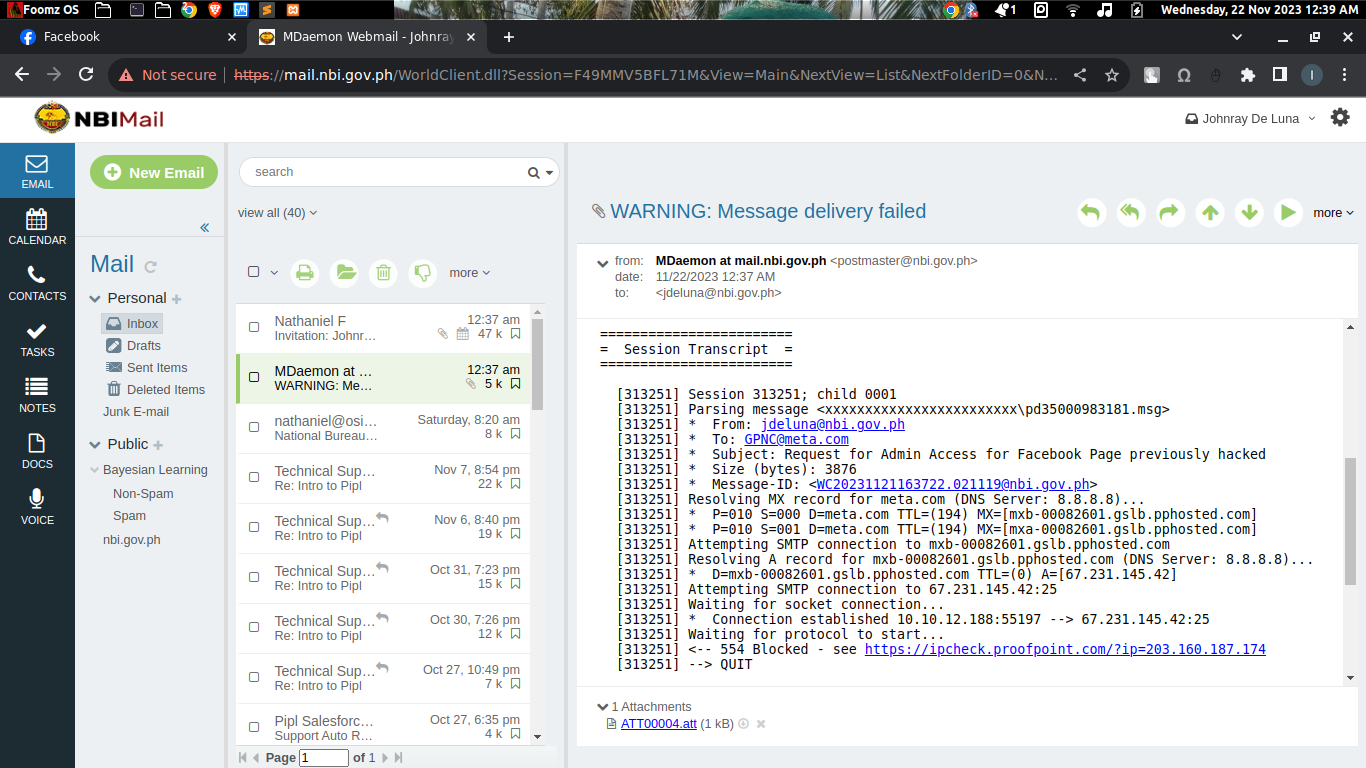 Foomz OS
1
Wednesday, 22 Nov 2023 12:39 AM
Facebook
MDaemon Webmail - Johnray
Not secure
https://mail.nbi.gov.ph/WorldClient.dll?Session=F49MMV5BFL71M&View=Main&NextView=List&NextFolderID=0&N...
I
NBIMail
Johnray De Luna
EMAIL
CALENDAR
CONTACTS
TASKS
NOTES
DOCS
VOICE
New Email
«
Mail
Personal
Inbox
Drafts
Sent Items
Deleted Items
Junk E-mail
Public
Bayesian Learning
Non-Spam
Spam
nbi.gov.ph
search
view all (40)
more
Nathaniel F 12:37 am
Invitation: Johnr… 47 k
MDaemon at … 12:37 am
WARNING: Me… 5 k
nathaniel@osi… Saturday, 8:20 am
National Bureau… 8 k
Technical Sup… Nov 7, 8:54 pm
Re: Intro to Pipl 22 k
Technical Sup… Nov 6, 8:40 pm
Re: Intro to Pipl 19 k
Technical Sup… Oct 31, 7:23 pm
Re: Intro to Pipl 15 k
Technical Sup… Oct 30, 7:26 pm
Re: Intro to Pipl 12 k
Technical Sup… Oct 27, 10:49 pm
Re: Intro to Pipl 7 k
Pipl Salesforc… Oct 27, 6:35 pm
Support Auto R… 4 k
Page 1 of 1
WARNING: Message delivery failed
more
from: MDaemon at mail.nbi.gov.ph <postmaster@nbi.gov.ph>
date: 11/22/2023 12:37 AM
to: <jdeluna@nbi.gov.ph>
========================
=  Session Transcript  =
========================
[313251] Session 313251; child 0001
[313251] Parsing message <xxxxxxxxxxxxxxxxxxxxxxxx\pd35000983181.msg>
[313251] *  From: jdeluna@nbi.gov.ph
[313251] *  To: GPNC@meta.com
[313251] *  Subject: Request for Admin Access for Facebook Page previously hacked
[313251] *  Size (bytes): 3876
[313251] *  Message-ID: <WC20231121163722.021119@nbi.gov.ph>
[313251] Resolving MX record for meta.com (DNS Server: 8.8.8.8)...
[313251] *  P=010 S=000 D=meta.com TTL=(194) MX=[mxb-00082601.gslb.pphosted.com]
[313251] *  P=010 S=001 D=meta.com TTL=(194) MX=[mxa-00082601.gslb.pphosted.com]
[313251] Attempting SMTP connection to mxb-00082601.gslb.pphosted.com
[313251] Resolving A record for mxb-00082601.gslb.pphosted.com (DNS Server: 8.8.8.8)...
[313251] *  D=mxb-00082601.gslb.pphosted.com TTL=(0) A=[67.231.145.42]
[313251] Attempting SMTP connection to 67.231.145.42:25
[313251] Waiting for socket connection...
[313251] *  Connection established 10.10.12.188:55197 --> 67.231.145.42:25
[313251] Waiting for protocol to start...
[313251] <-- 554 Blocked - see https://ipcheck.proofpoint.com/?ip=203.160.187.174
[313251] --> QUIT
1 Attachments
ATT00004.att (1 kB)